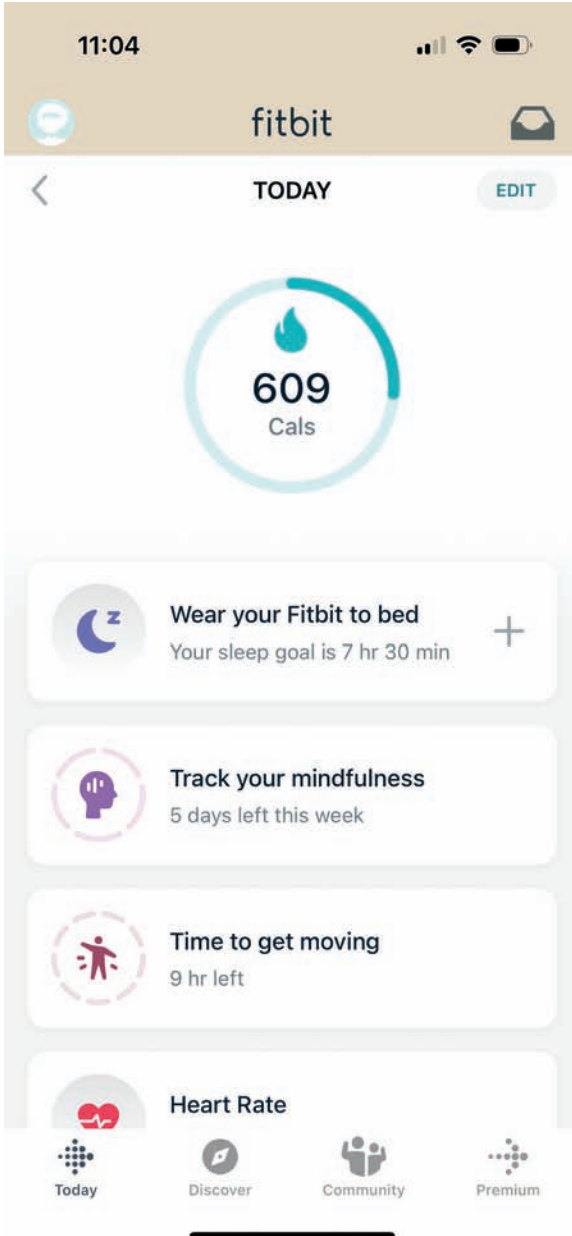 11:04
fitbit
TODAY
EDIT
609
Cals
z
Wear your Fitbit to bed
Your sleep goal is 7 hr 30 min
Track your mindfulness
5 days left this week
Time to get moving
9 hr left
Heart Rate
Today
Discover
Community
Premium